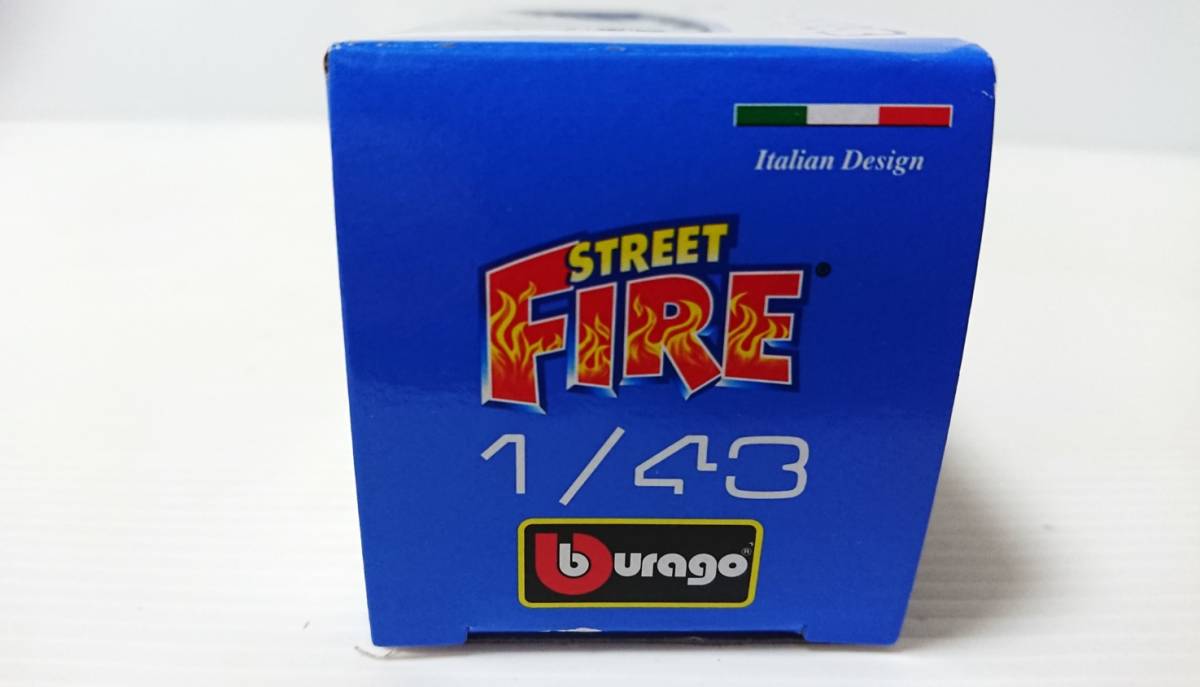 Italian Design
STREET
FIRE®
1/43
burago®